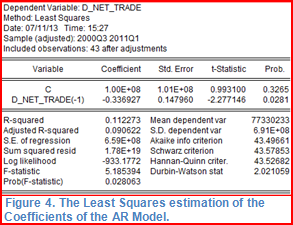 Dependent Variable: D_NET_TRADE
Method: Least Squares
Date: 07/11/13 Time: 15:27
Sample (adjusted): 2000Q3 2011Q1
Included observations: 43 after adjustments
Variable Coefficient Std. Error t-Statistic Prob.
C 1.00E+08 1.01E+08 0.993100 0.3265
D_NET_TRADE(-1) -0.336927 0.147960 -2.277146 0.0281
R-squared 0.112273 Mean dependent var 77330233
Adjusted R-squared 0.090622 S.D. dependent var 6.91E+08
S.E. of regression 6.59E+08 Akaike info criterion 43.49661
Sum squared resid 1.78E+19 Schwarz criterion 43.57853
Log likelihood -933.1772 Hannan-Quinn criter. 43.52682
F-statistic 5.185394 Durbin-Watson stat 2.021059
Prob(F-statistic) 0.028063
Figure 4. The Least Squares estimation of the
Coefficients of the AR Model.